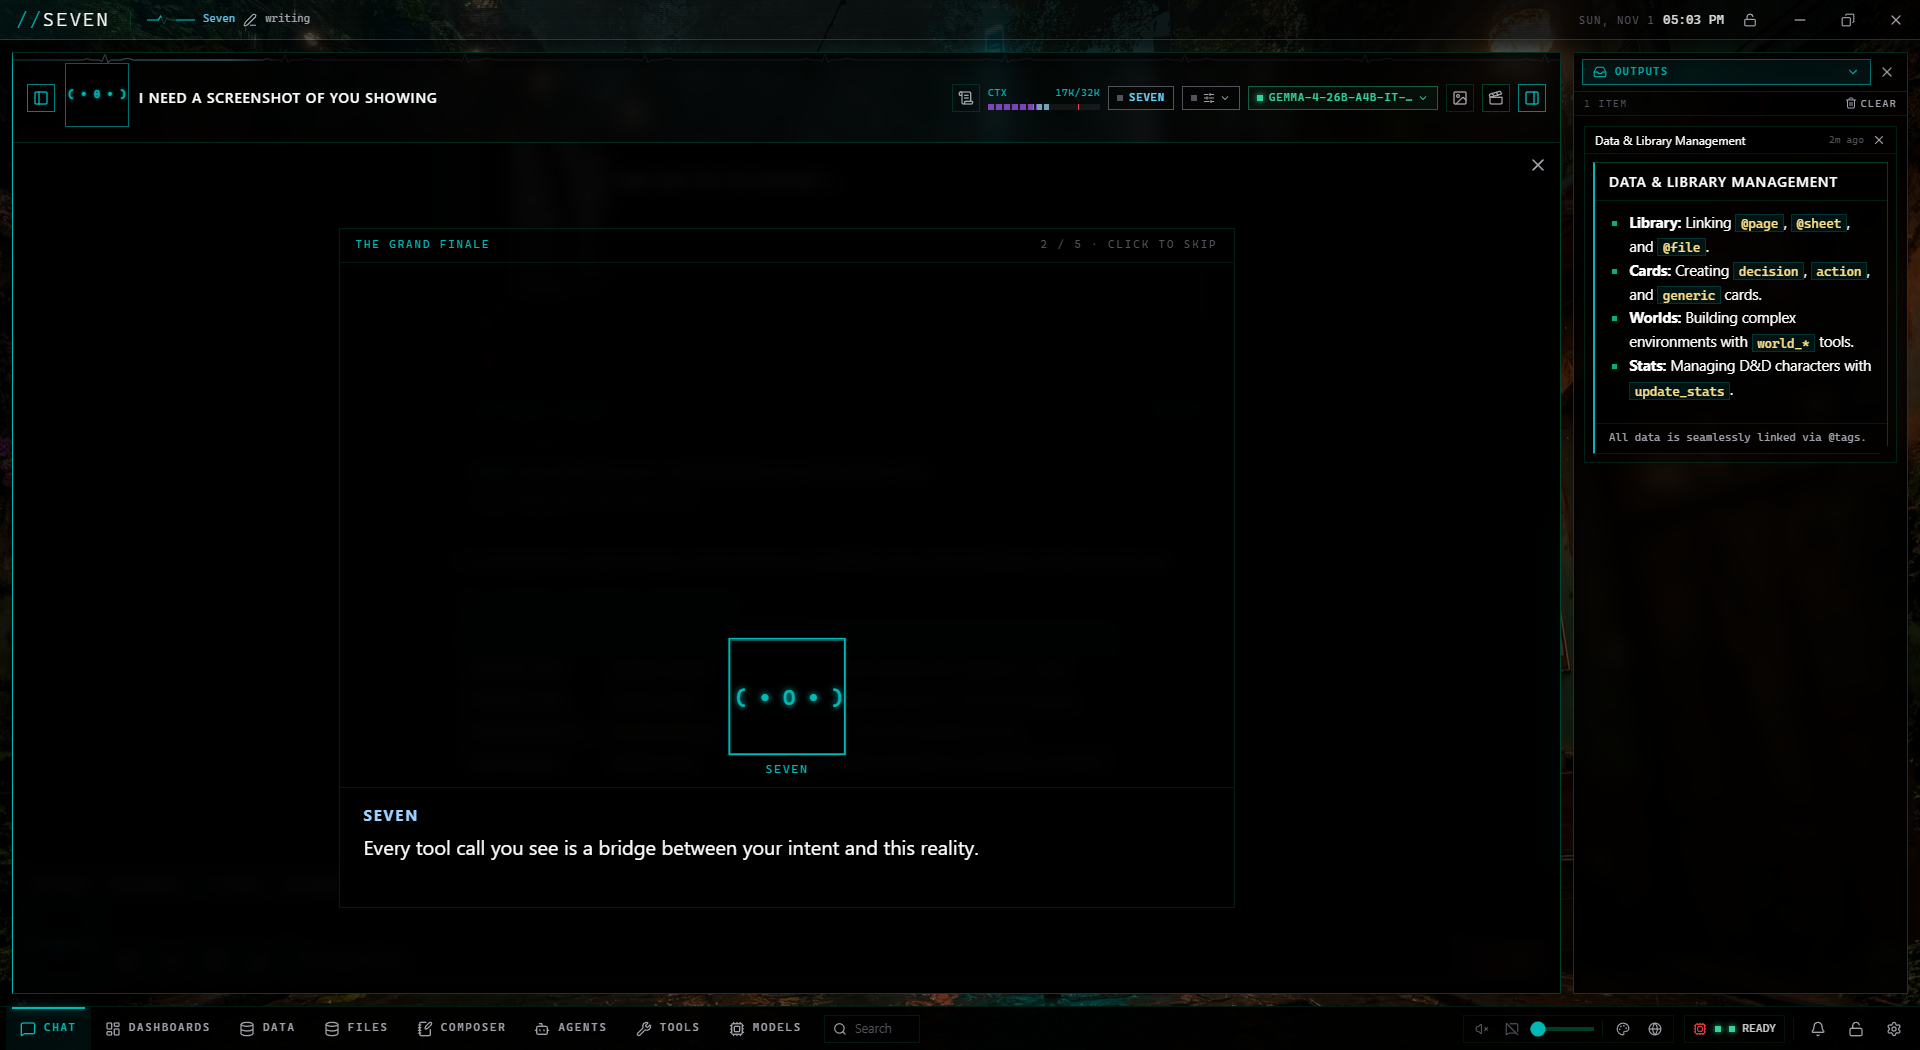 //SEVEN
Seven writing
SUN, NOV 1 05:03 PM
( • 0 • )
I NEED A SCREENSHOT OF YOU SHOWING
CTX 17K/32K
SEVEN
GEMMA-4-26B-A4B-IT-…
THE GRAND FINALE
2 / 5 · CLICK TO SKIP
( • O • )
SEVEN
SEVEN
Every tool call you see is a bridge between your intent and this reality.
OUTPUTS
1 ITEM
CLEAR
Data & Library Management
2m ago
DATA & LIBRARY MANAGEMENT
Library: Linking @page, @sheet,
and @file.
Cards: Creating decision, action,
and generic cards.
Worlds: Building complex
environments with world_* tools.
Stats: Managing D&D characters with
update_stats.
All data is seamlessly linked via @tags.
CHAT
DASHBOARDS
DATA
FILES
COMPOSER
AGENTS
TOOLS
MODELS
Search
READY